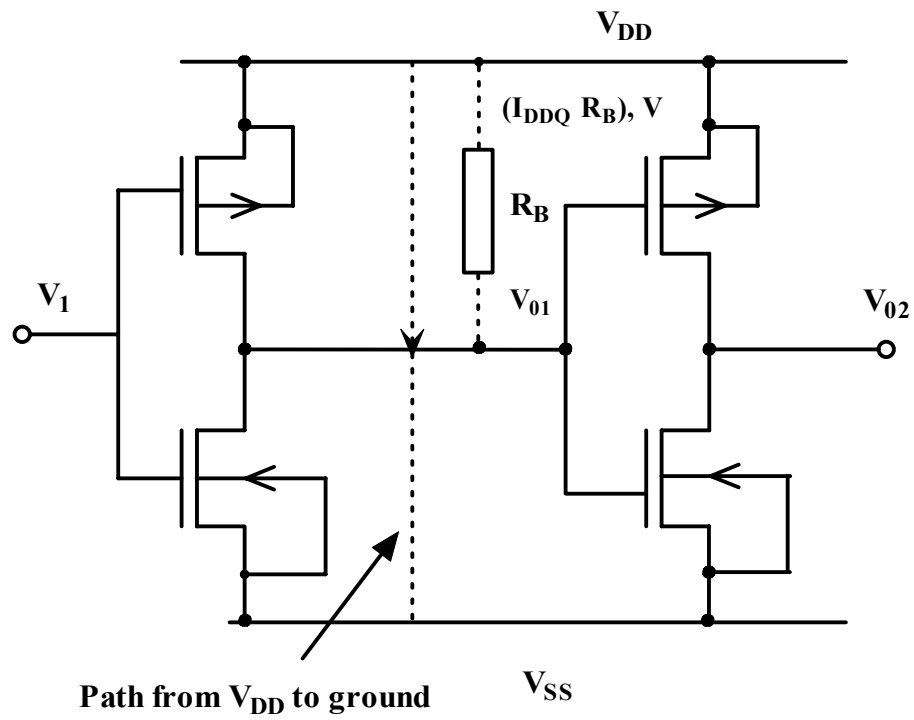 V_DD
(I_DDQ R_B), V
R_B
V_1
V_01
V_02
Path from V_DD to ground
V_SS